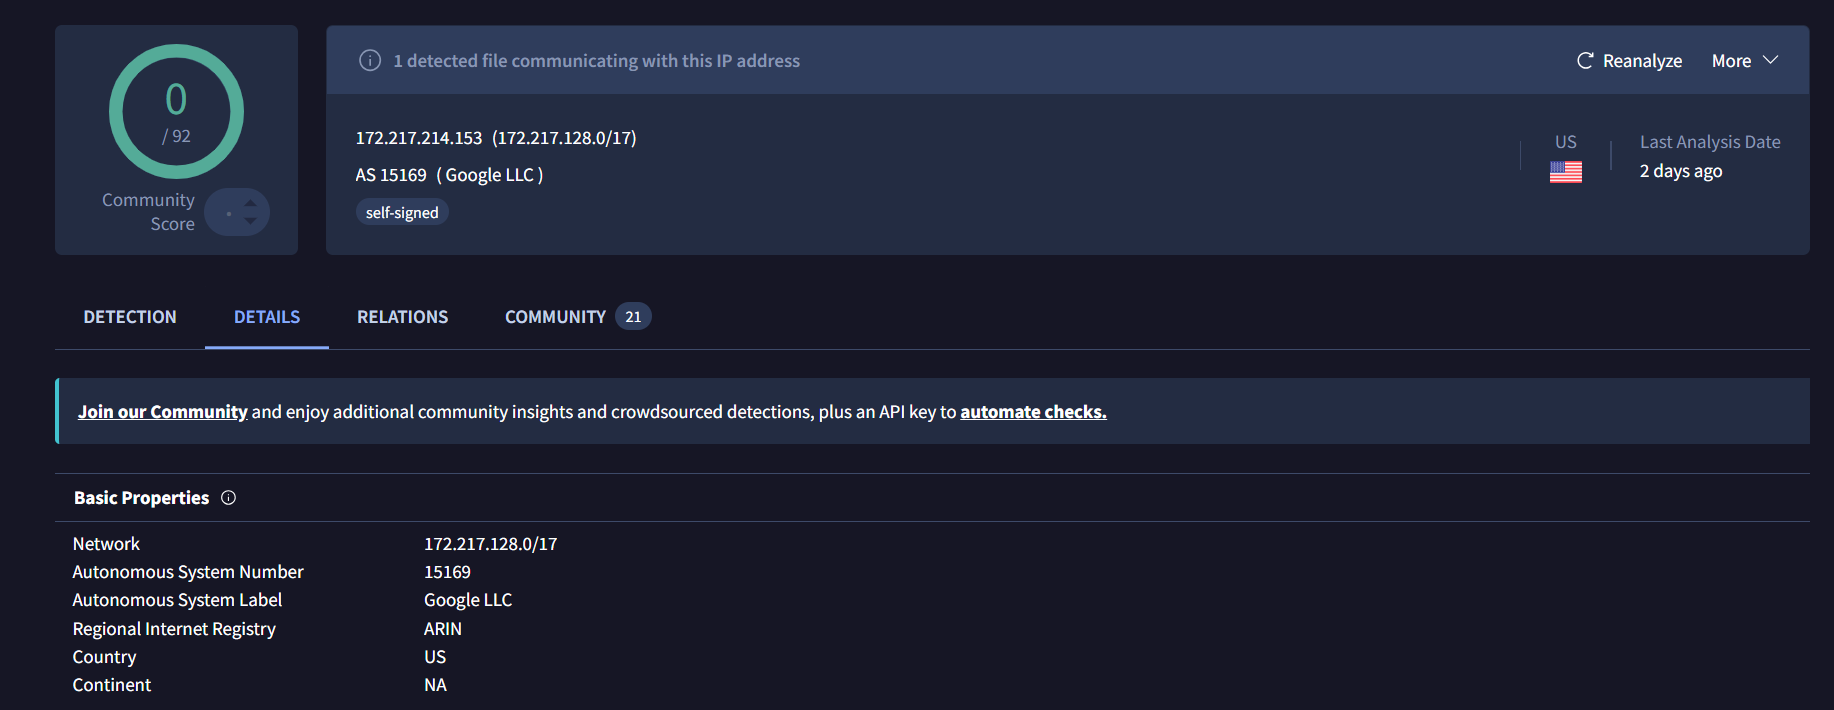 0
/ 92
Community
Score
1 detected file communicating with this IP address
Reanalyze
More
172.217.214.153 (172.217.128.0/17)
AS 15169 ( Google LLC )
self-signed
US
Last Analysis Date
2 days ago
DETECTION
DETAILS
RELATIONS
COMMUNITY 21
Join our Community and enjoy additional community insights and crowdsourced detections, plus an API key to automate checks.
Basic Properties
Network 172.217.128.0/17
Autonomous System Number 15169
Autonomous System Label Google LLC
Regional Internet Registry ARIN
Country US
Continent NA